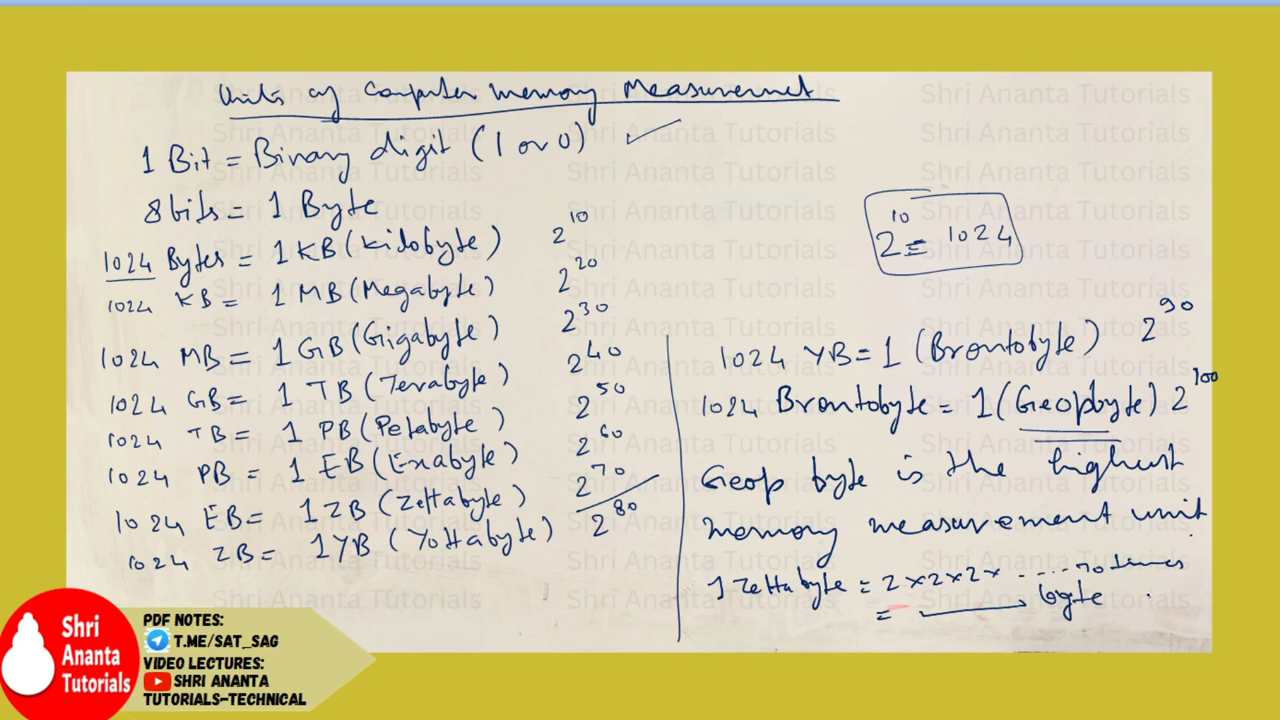 Units of Computer memory Measurement
1 Bit = Binary digit (1 or 0)
8 bits = 1 Byte
1024 Bytes = 1 KB (kilobyte) 2^10
1024 KB = 1 MB (Megabyte) 2^20
1024 MB = 1 GB (Gigabyte) 2^30
1024 GB = 1 TB (Terabyte) 2^40
1024 TB = 1 PB (Petabyte) 2^50
1024 PB = 1 EB (Exabyte) 2^60
1024 EB = 1 ZB (Zettabyte) 2^70
1024 ZB = 1 YB (Yottabyte) 2^80
2^10 = 1024
1024 YB = 1 (Brontobyte) 2^90
1024 Brontobyte = 1 (Geopbyte) 2^100
Geop byte is the highest
memory measurement unit.
1 Zettabyte = 2 x 2 x 2 x ---- 70 times
= byte
Shri
Ananta
Tutorials
PDF NOTES:
T.ME/SAT_SAG
VIDEO LECTURES:
SHRI ANANTA
TUTORIALS-TECHNICAL
Shri Ananta Tutorials